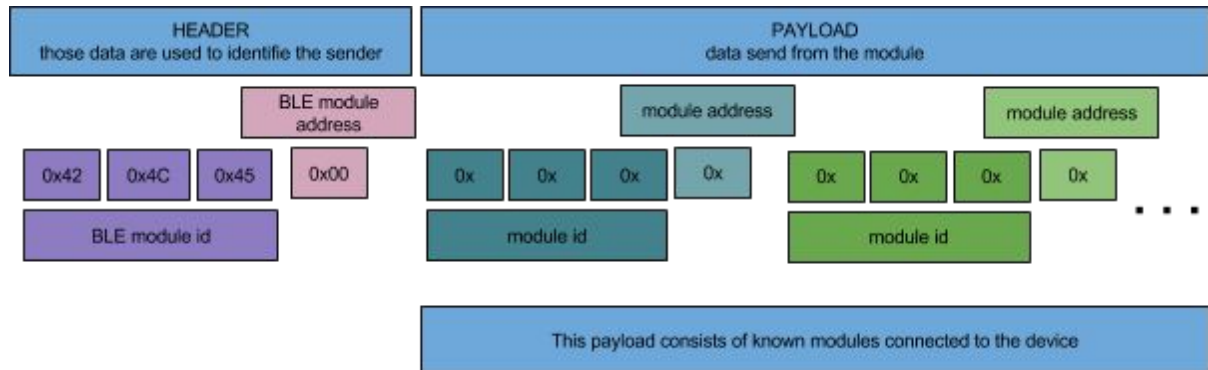 HEADER
those data are used to identifie the sender
PAYLOAD
data send from the module
BLE module
address
module address
module address
0x42 0x4C 0x45 0x00 0x 0x 0x 0x 0x 0x 0x 0x
. . .
BLE module id
module id
module id
This payload consists of known modules connected to the device